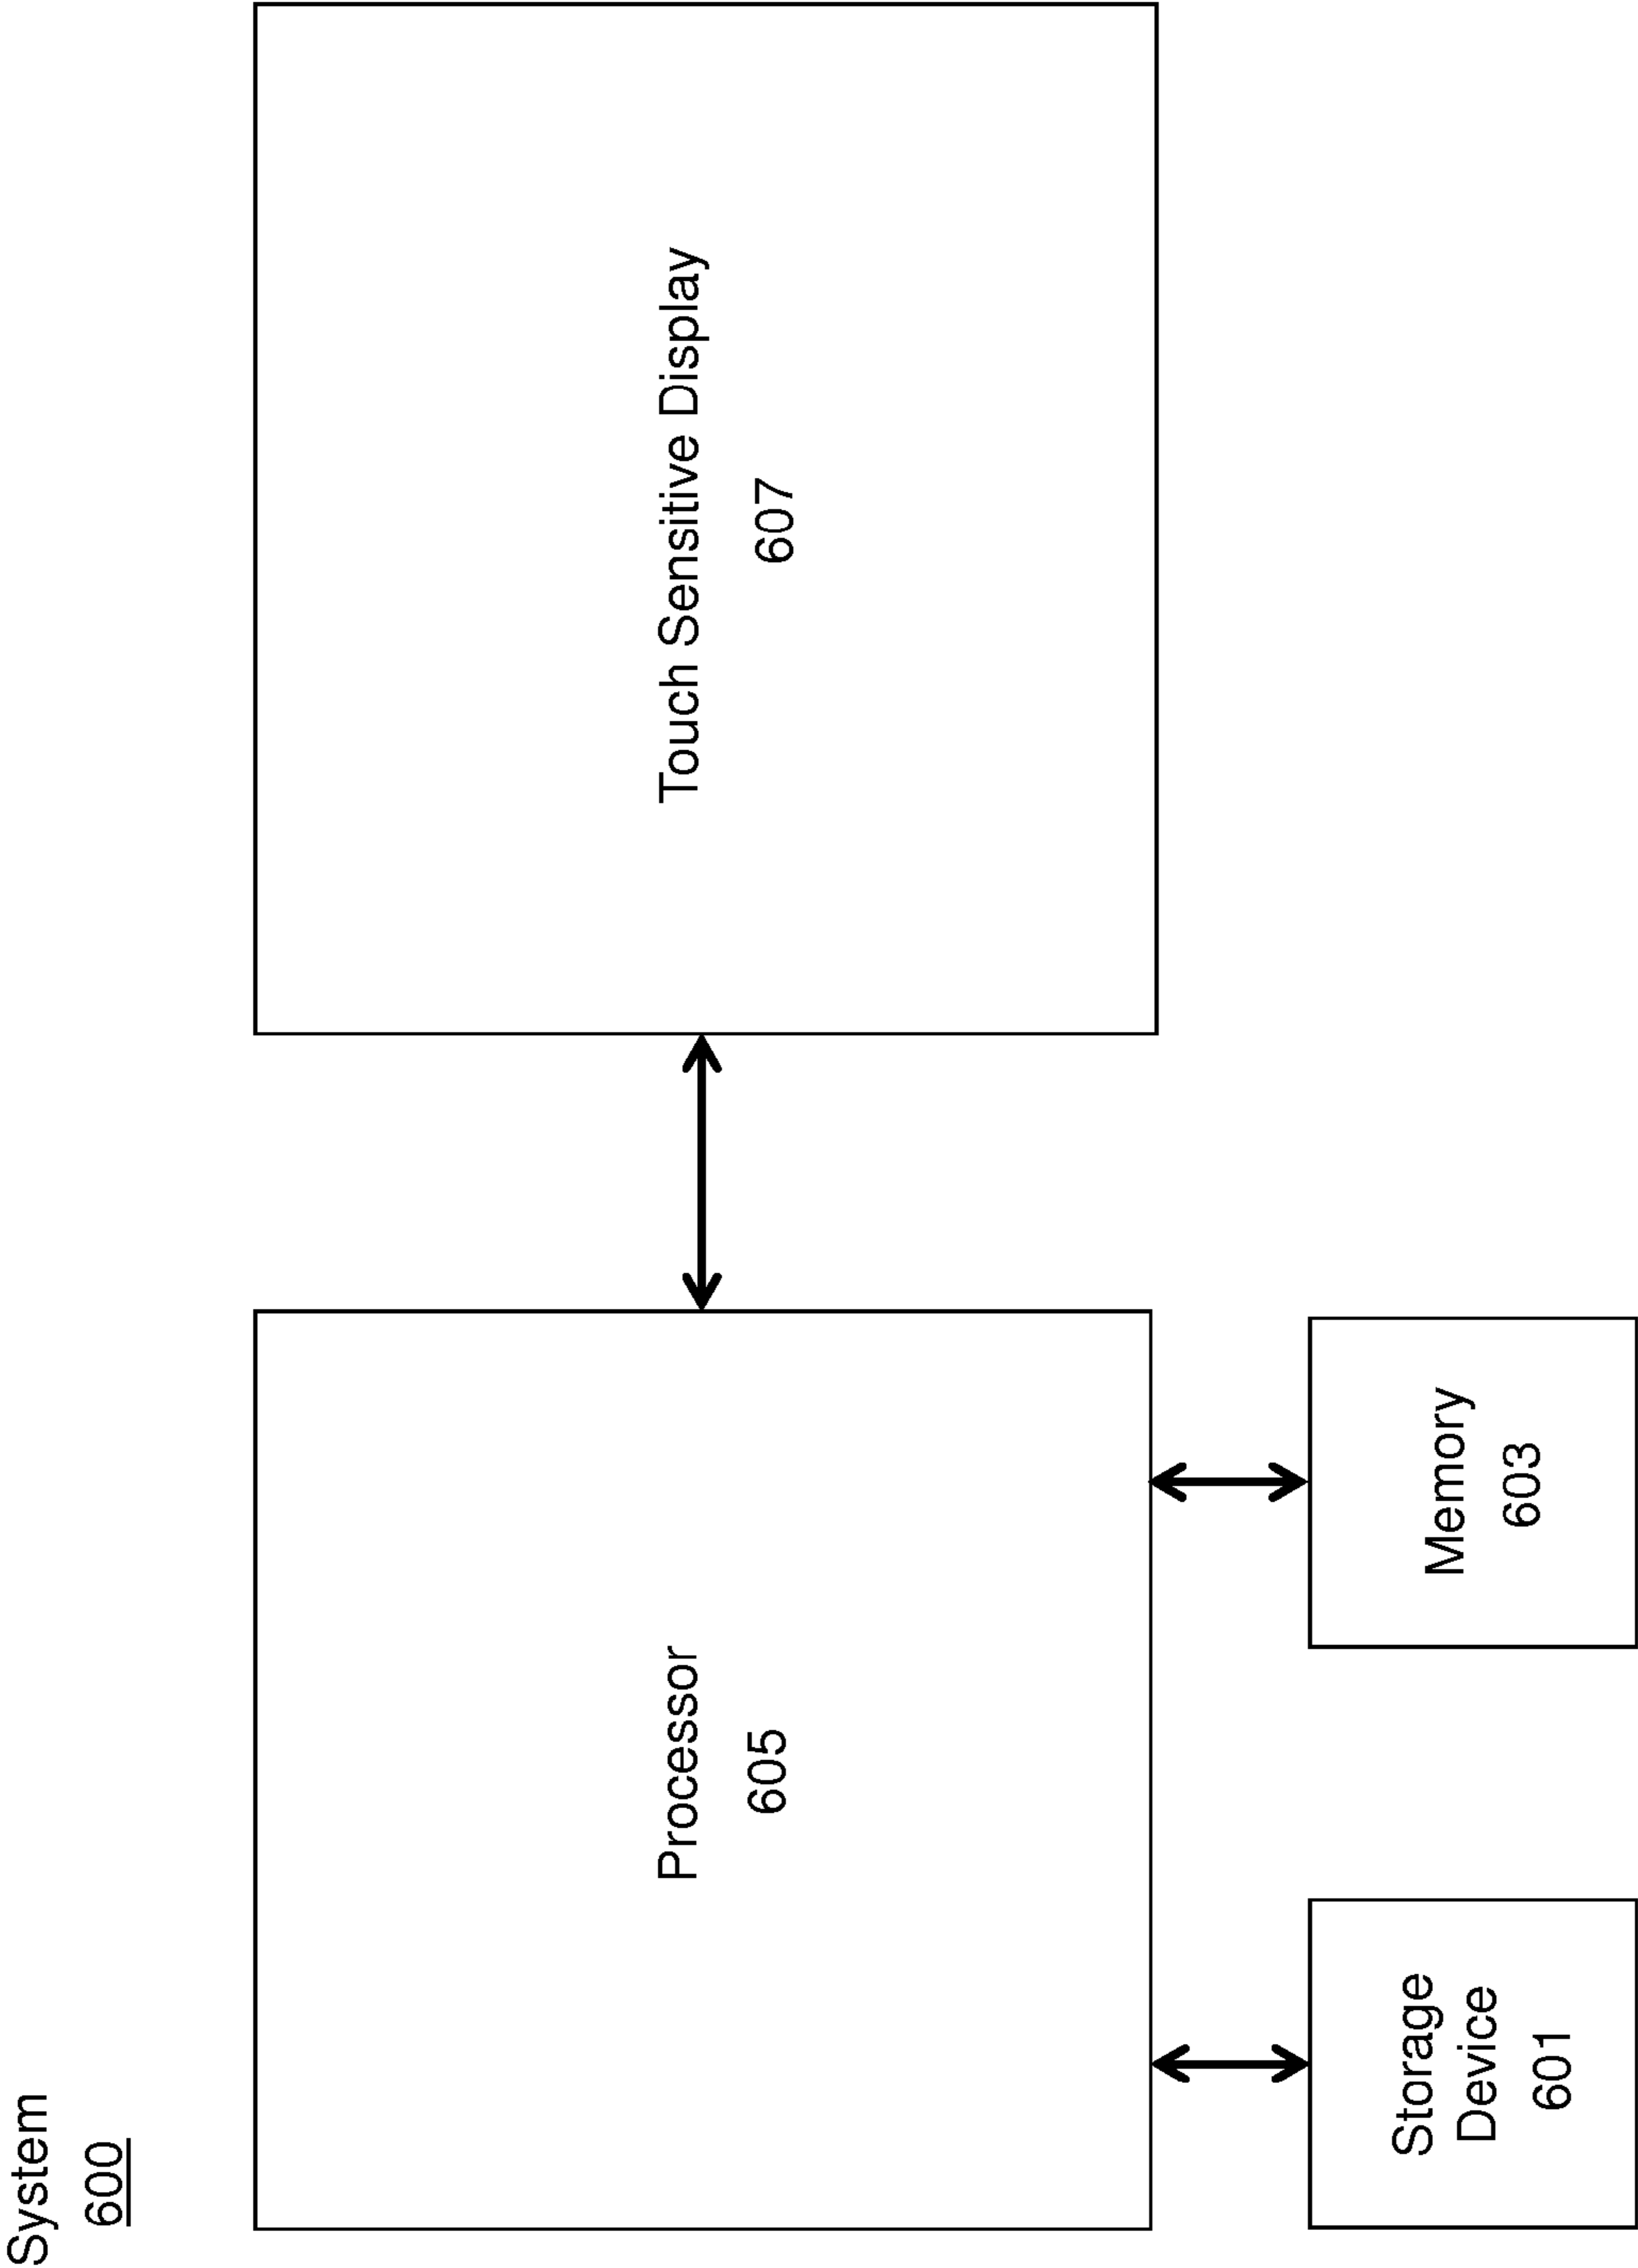 System
600
Processor
605
Touch Sensitive Display
607
Storage
Device
601
Memory
603